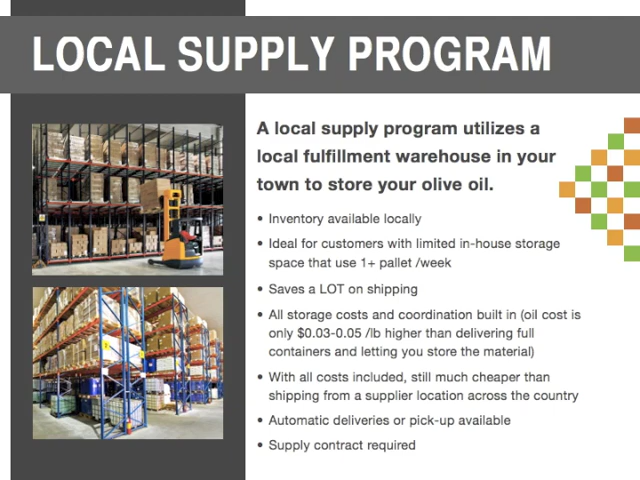 LOCAL SUPPLY PROGRAM
A local supply program utilizes a
local fulfillment warehouse in your
town to store your olive oil.
• Inventory available locally
• Ideal for customers with limited in-house storage
space that use 1+ pallet /week
• Saves a LOT on shipping
• All storage costs and coordination built in (oil cost is
only $0.03-0.05 /lb higher than delivering full
containers and letting you store the material)
• With all costs included, still much cheaper than
shipping from a supplier location across the country
• Automatic deliveries or pick-up available
• Supply contract required